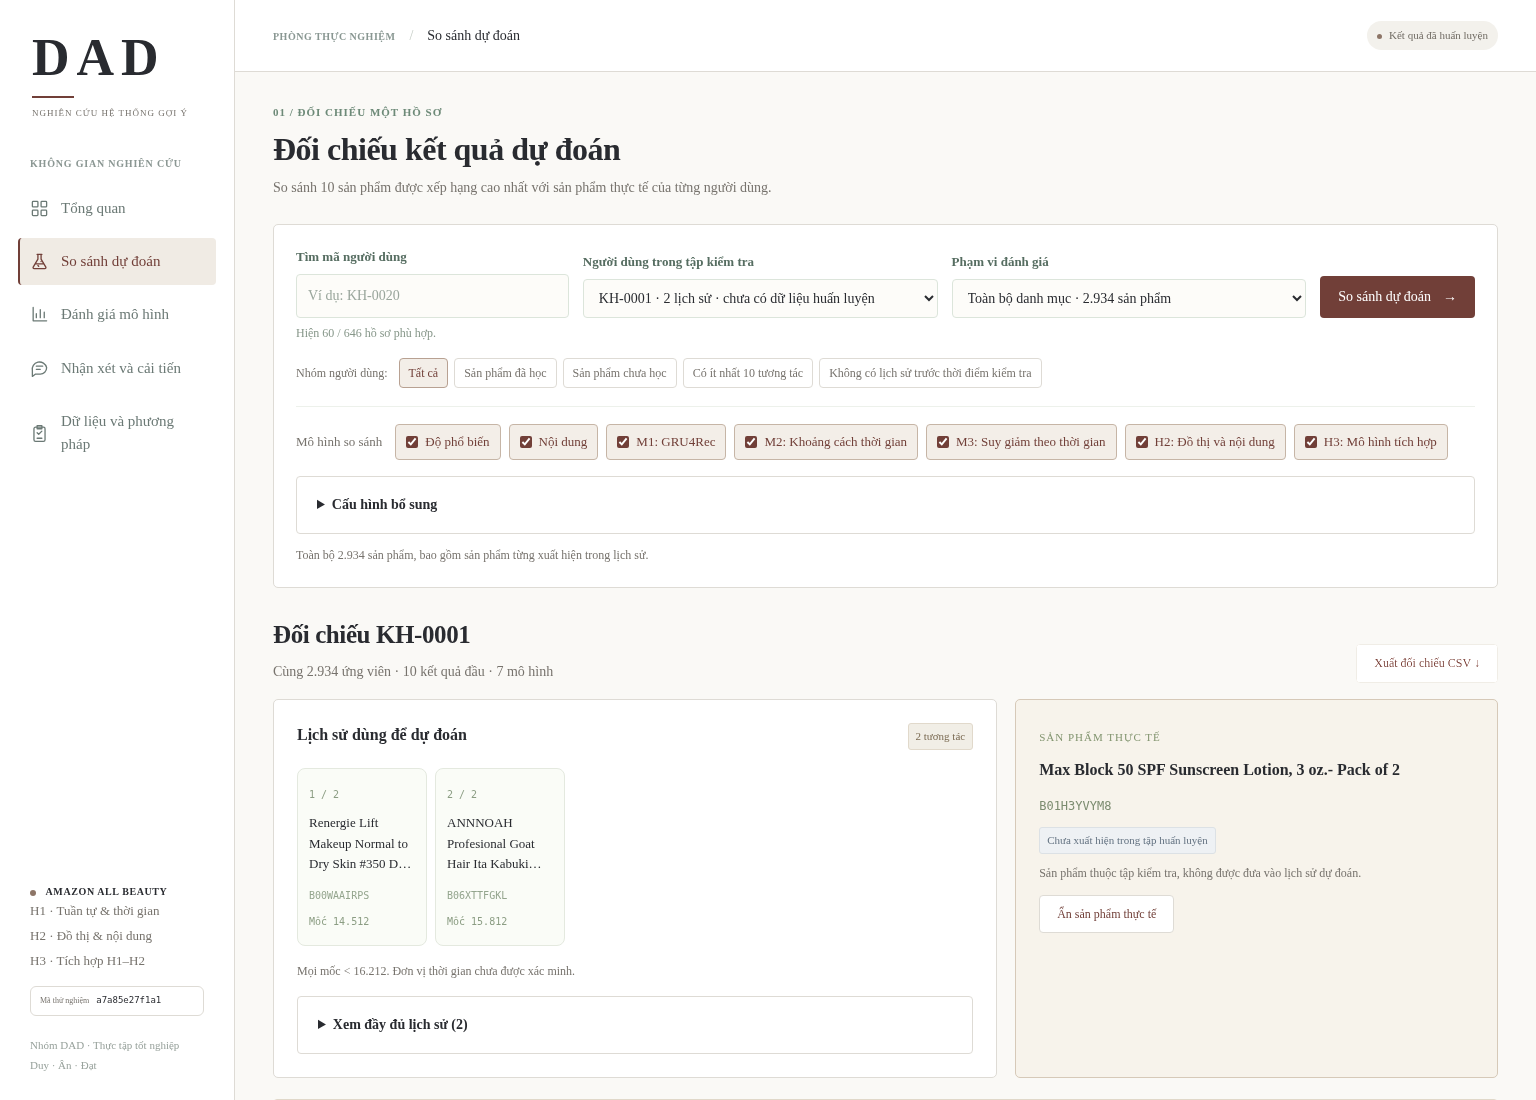 DAD
NGHIÊN CỨU HỆ THỐNG GỢI Ý
KHÔNG GIAN NGHIÊN CỨU
Tổng quan
So sánh dự đoán
Đánh giá mô hình
Nhận xét và cải tiến
Dữ liệu và phương
pháp
AMAZON ALL BEAUTY
H1 · Tuần tự & thời gian
H2 · Đồ thị & nội dung
H3 · Tích hợp H1–H2
Mã thử nghiệm a7a85e27f1a1
Nhóm DAD · Thực tập tốt nghiệp
Duy · Ân · Đạt
PHÒNG THỰC NGHIỆM / So sánh dự đoán
Kết quả đã huấn luyện
01 / ĐỐI CHIẾU MỘT HỒ SƠ
Đối chiếu kết quả dự đoán
So sánh 10 sản phẩm được xếp hạng cao nhất với sản phẩm thực tế của từng người dùng.
Tìm mã người dùng
Ví dụ: KH-0020
Hiện 60 / 646 hồ sơ phù hợp.
Người dùng trong tập kiểm tra
KH-0001 · 2 lịch sử · chưa có dữ liệu huấn luyện
Phạm vi đánh giá
Toàn bộ danh mục · 2.934 sản phẩm
So sánh dự đoán →
Nhóm người dùng: Tất cả Sản phẩm đã học Sản phẩm chưa học Có ít nhất 10 tương tác Không có lịch sử trước thời điểm kiểm tra
Mô hình so sánh Độ phổ biến Nội dung M1: GRU4Rec M2: Khoảng cách thời gian M3: Suy giảm theo thời gian H2: Đồ thị và nội dung H3: Mô hình tích hợp
Cấu hình bổ sung
Toàn bộ 2.934 sản phẩm, bao gồm sản phẩm từng xuất hiện trong lịch sử.
Đối chiếu KH-0001
Cùng 2.934 ứng viên · 10 kết quả đầu · 7 mô hình
Xuất đối chiếu CSV ↓
Lịch sử dùng để dự đoán
2 tương tác
1 / 2
Renergie Lift
Makeup Normal to
Dry Skin #350 D…
B00WAAIRPS
Mốc 14.512
2 / 2
ANNNOAH
Profesional Goat
Hair Ita Kabuki…
B06XTTFGKL
Mốc 15.812
Mọi mốc < 16.212. Đơn vị thời gian chưa được xác minh.
Xem đầy đủ lịch sử (2)
SẢN PHẨM THỰC TẾ
Max Block 50 SPF Sunscreen Lotion, 3 oz.- Pack of 2
B01H3YVYM8
Chưa xuất hiện trong tập huấn luyện
Sản phẩm thuộc tập kiểm tra, không được đưa vào lịch sử dự đoán.
Ẩn sản phẩm thực tế